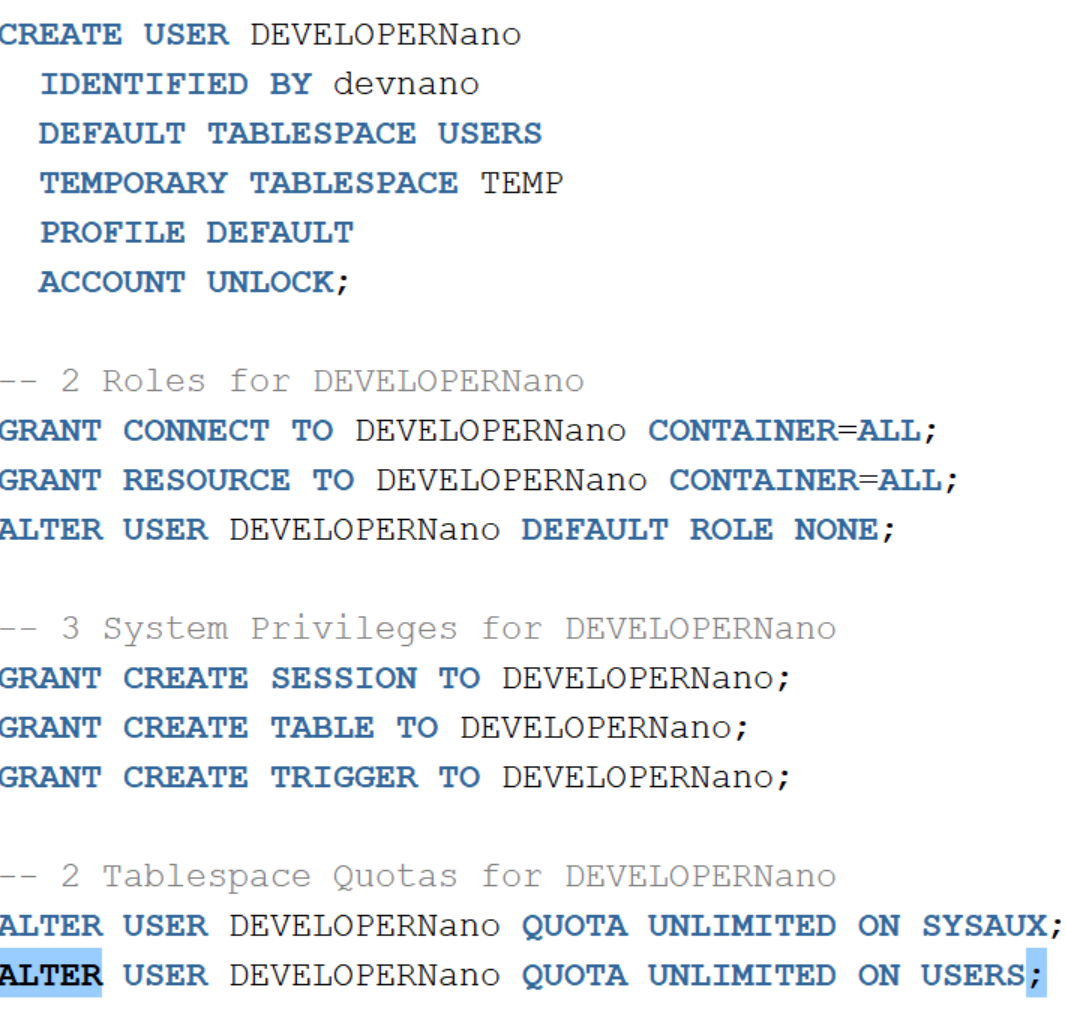 CREATE USER DEVELOPERNano
IDENTIFIED BY devnano
DEFAULT TABLESPACE USERS
TEMPORARY TABLESPACE TEMP
PROFILE DEFAULT
ACCOUNT UNLOCK;
-- 2 Roles for DEVELOPERNano
GRANT CONNECT TO DEVELOPERNano CONTAINER=ALL;
GRANT RESOURCE TO DEVELOPERNano CONTAINER=ALL;
ALTER USER DEVELOPERNano DEFAULT ROLE NONE;
-- 3 System Privileges for DEVELOPERNano
GRANT CREATE SESSION TO DEVELOPERNano;
GRANT CREATE TABLE TO DEVELOPERNano;
GRANT CREATE TRIGGER TO DEVELOPERNano;
-- 2 Tablespace Quotas for DEVELOPERNano
ALTER USER DEVELOPERNano QUOTA UNLIMITED ON SYSAUX;
ALTER USER DEVELOPERNano QUOTA UNLIMITED ON USERS;